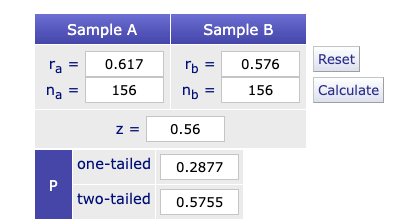 Sample A Sample B
ra = 0.617 rb = 0.576 Reset
na = 156 nb = 156 Calculate
z = 0.56
P
one-tailed 0.2877
two-tailed 0.5755